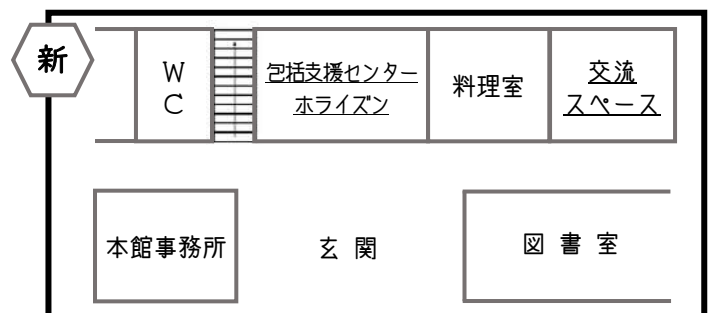 新
W
C
包括支援センター
ホライズン
料理室
交流
スペース
本館事務所
玄関
図書室